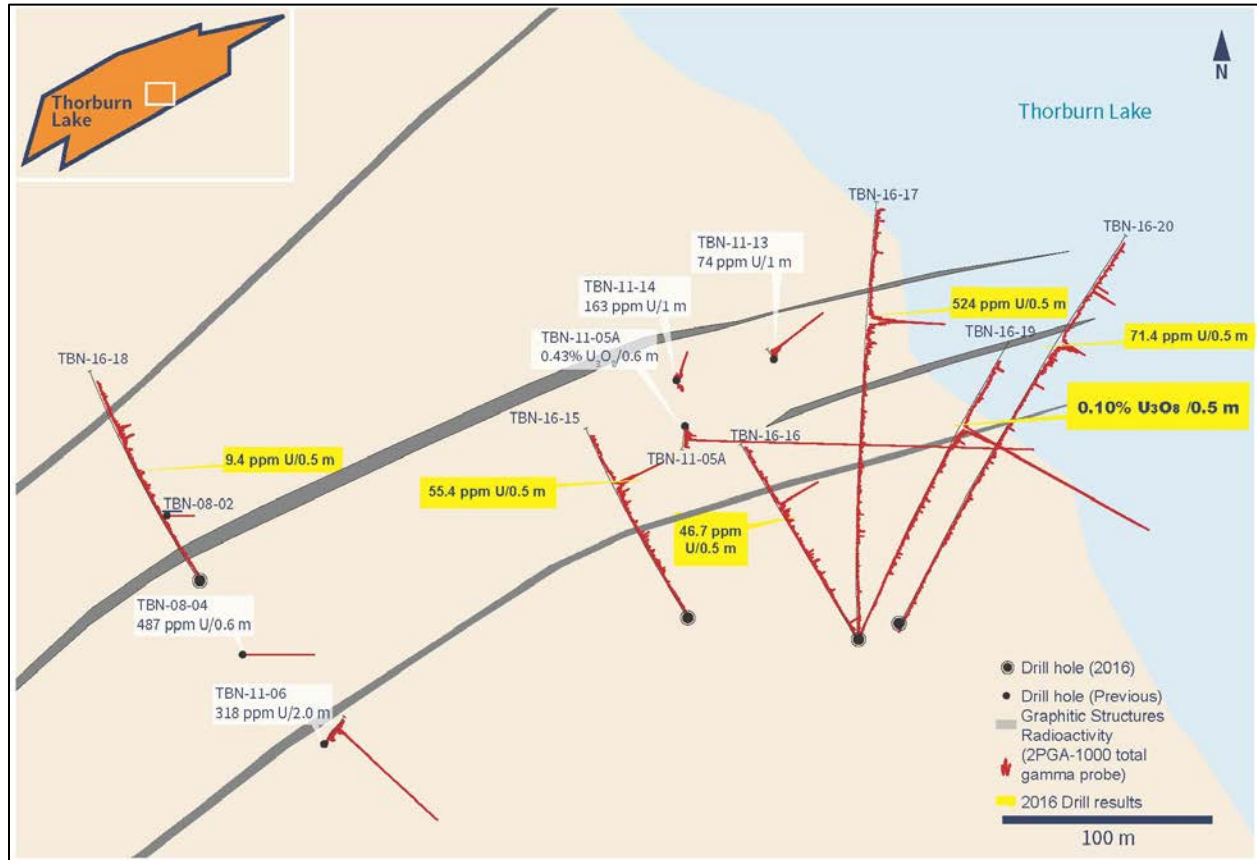 Thorburn
Lake
N
Thorburn Lake
TBN-16-17
TBN-16-20
TBN-11-13
74 ppm U/1 m
TBN-11-14
163 ppm U/1 m
524 ppm U/0.5 m
TBN-16-19
71.4 ppm U/0.5 m
TBN-11-05A
0.43% U₃O₈/0.6 m
TBN-16-18
0.10% U₃O₈ /0.5 m
TBN-16-15
TBN-16-16
TBN-11-05A
9.4 ppm U/0.5 m
55.4 ppm U/0.5 m
TBN-08-02
46.7 ppm
U/0.5 m
TBN-08-04
487 ppm U/0.6 m
TBN-11-06
318 ppm U/2.0 m
Drill hole (2016)
Drill hole (Previous)
Graphitic Structures
Radioactivity
(2PGA-1000 total
gamma probe)
2016 Drill results
100 m